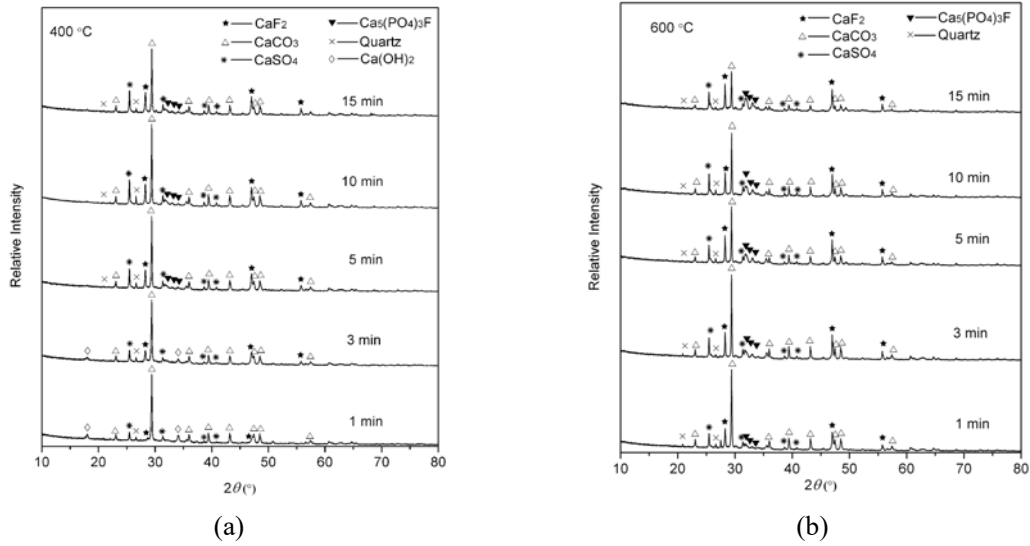 400 °C
CaF2
Ca5(PO4)3F
CaCO3
Quartz
CaSO4
Ca(OH)2
15 min
10 min
5 min
3 min
1 min
Relative Intensity
10 20 30 40 50 60 70 80
2θ (°)
(a)
600 °C
CaF2
Ca5(PO4)3F
CaCO3
Quartz
CaSO4
15 min
10 min
5 min
3 min
1 min
Relative Intensity
10 20 30 40 50 60 70 80
2θ (°)
(b)